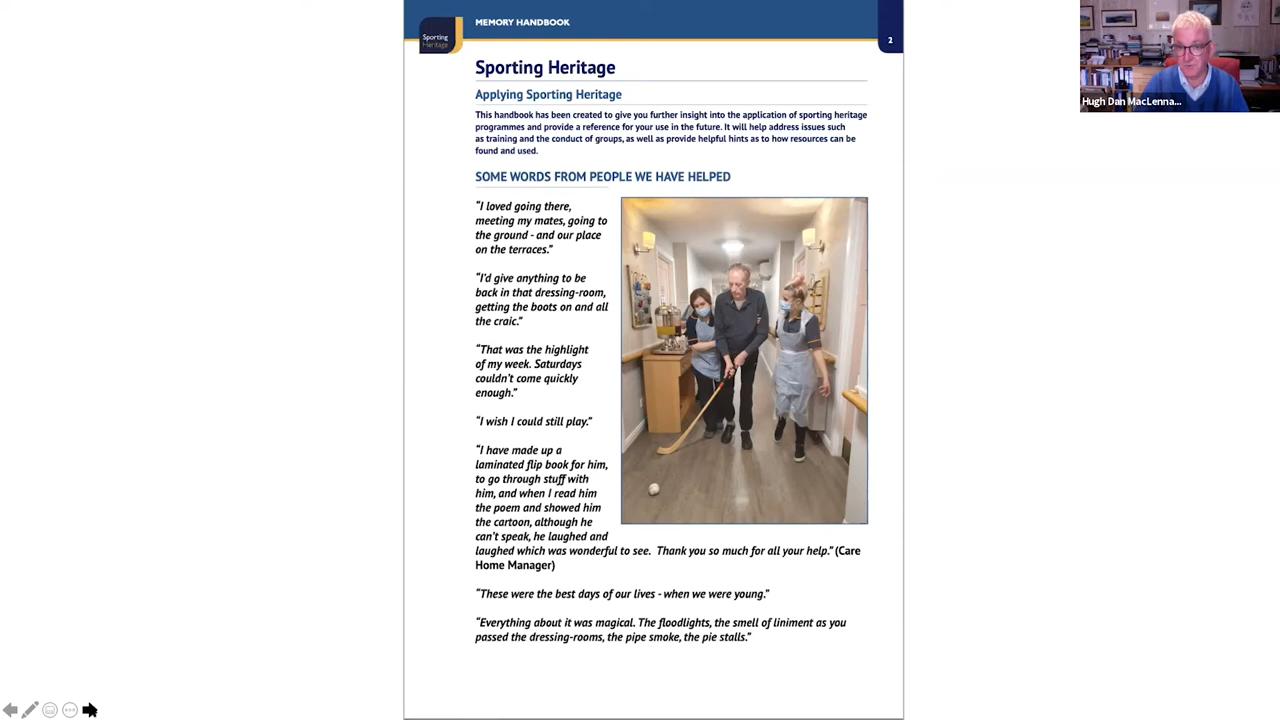 MEMORY HANDBOOK
2
Sporting
Heritage
Hugh Dan MacLenna...
Sporting Heritage
Applying Sporting Heritage
This handbook has been created to give you further insight into the application of sporting heritage
programmes and provide a reference for your use in the future. It will help address issues such
as training and the conduct of groups, as well as provide helpful hints as to how resources can be
found and used.
SOME WORDS FROM PEOPLE WE HAVE HELPED
“I loved going there,
meeting my mates, going to
the ground - and our place
on the terraces.”
“I’d give anything to be
back in that dressing-room,
getting the boots on and all
the craic.”
“That was the highlight
of my week. Saturdays
couldn’t come quickly
enough.”
“I wish I could still play.”
“I have made up a
laminated flip book for him,
to go through stuff with
him, and when I read him
the poem and showed him
the cartoon, although he
can’t speak, he laughed and
laughed which was wonderful to see. Thank you so much for all your help.” (Care
Home Manager)
“These were the best days of our lives - when we were young.”
“Everything about it was magical. The floodlights, the smell of liniment as you
passed the dressing-rooms, the pipe smoke, the pie stalls.”